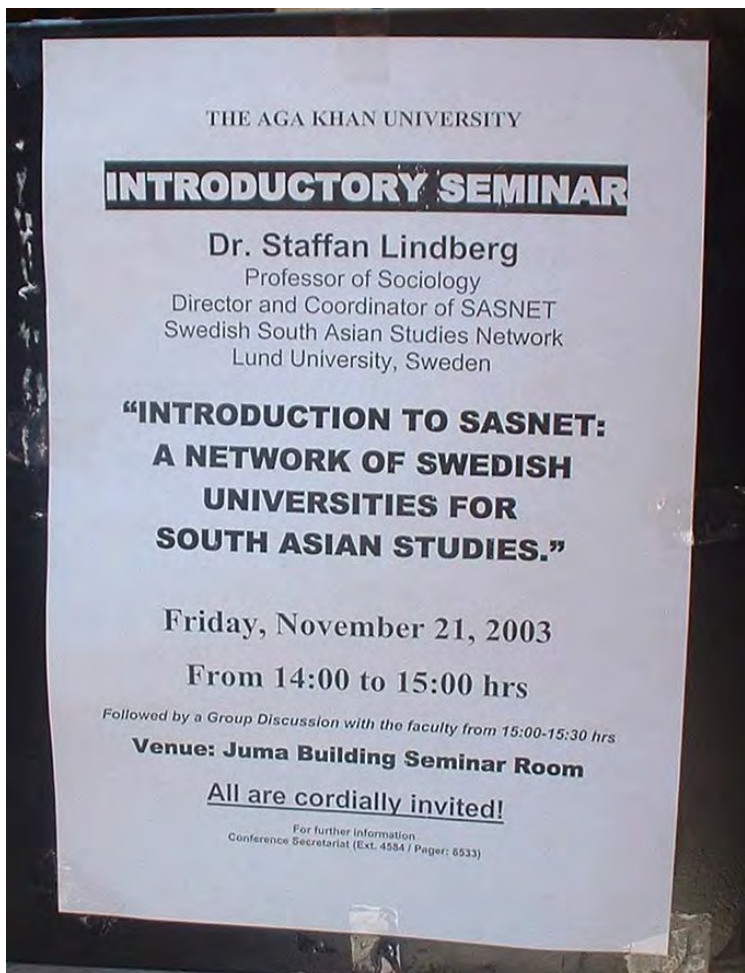 THE AGA KHAN UNIVERSITY
INTRODUCTORY SEMINAR
Dr. Staffan Lindberg
Professor of Sociology
Director and Coordinator of SASNET
Swedish South Asian Studies Network
Lund University, Sweden
“INTRODUCTION TO SASNET:
A NETWORK OF SWEDISH
UNIVERSITIES FOR
SOUTH ASIAN STUDIES.”
Friday, November 21, 2003
From 14:00 to 15:00 hrs
Followed by a Group Discussion with the faculty from 15:00-15:30 hrs
Venue: Juma Building Seminar Room
All are cordially invited!
For further information
Conference Secretariat (Ext. 4584 / Pager: